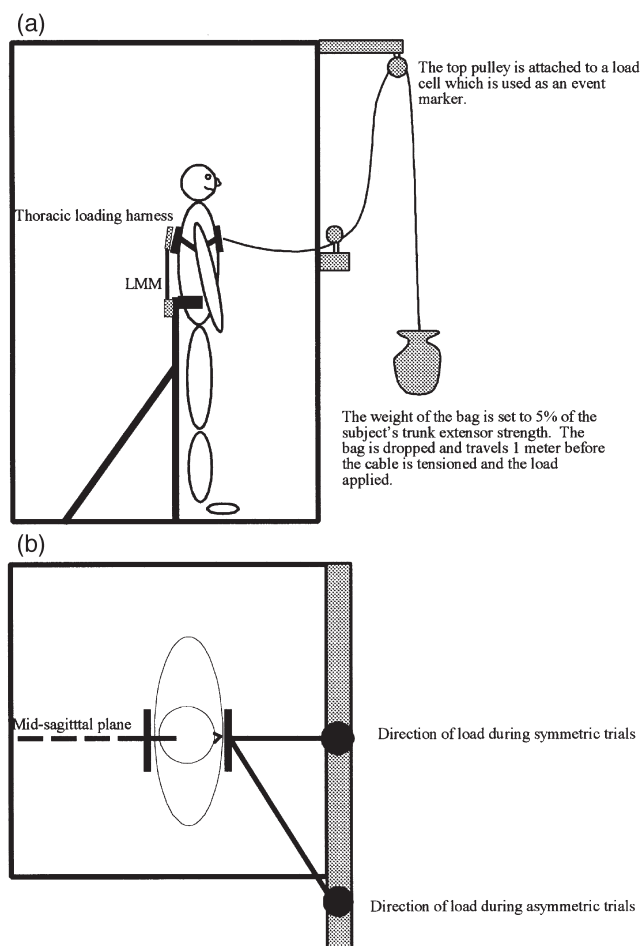 (a)
The top pulley is attached to a load
cell which is used as an event
marker.
Thoracic loading harness
LMM
The weight of the bag is set to 5% of the
subject's trunk extensor strength. The
bag is dropped and travels 1 meter before
the cable is tensioned and the load
applied.
(b)
Mid-sagitttal plane
Direction of load during symmetric trials
Direction of load during asymmetric trials